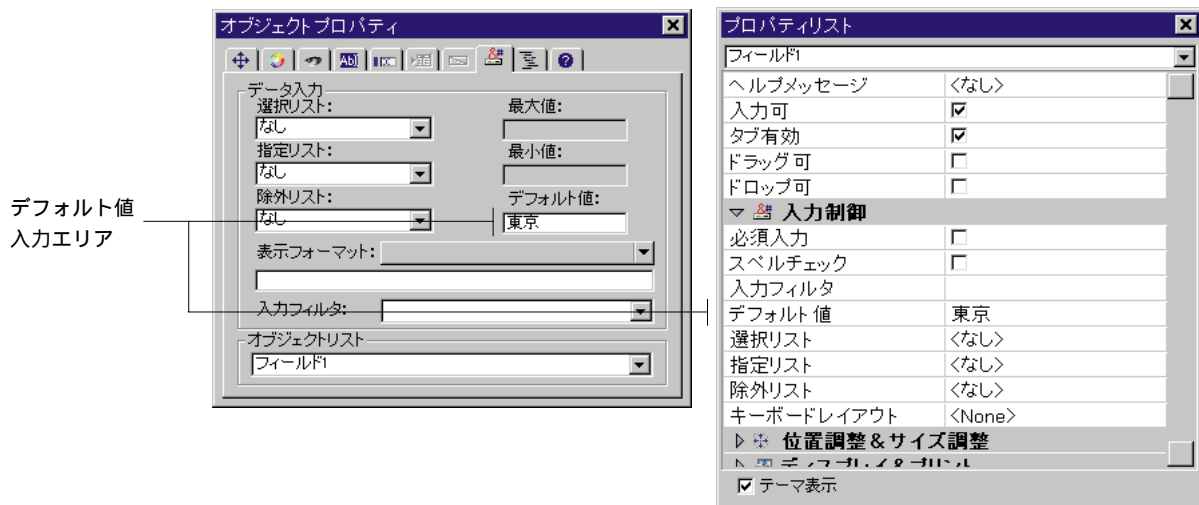 デフォルト値
入力エリア
オブジェクトプロパティ
データ入力
選択リスト:
最大値:
なし
指定リスト:
最小値:
なし
除外リスト:
デフォルト値:
なし
東京
表示フォーマット:
入力フィルタ:
オブジェクトリスト
フィールド1
プロパティリスト
フィールド1
ヘルプメッセージ <なし>
入力可
タブ有効
ドラッグ可
ドロップ可
入力制御
必須入力
スペルチェック
入力フィルタ
デフォルト値 東京
選択リスト <なし>
指定リスト <なし>
除外リスト <なし>
キーボードレイアウト <None>
位置調整&サイズ調整
ディスプレイ&プリント
テーマ表示